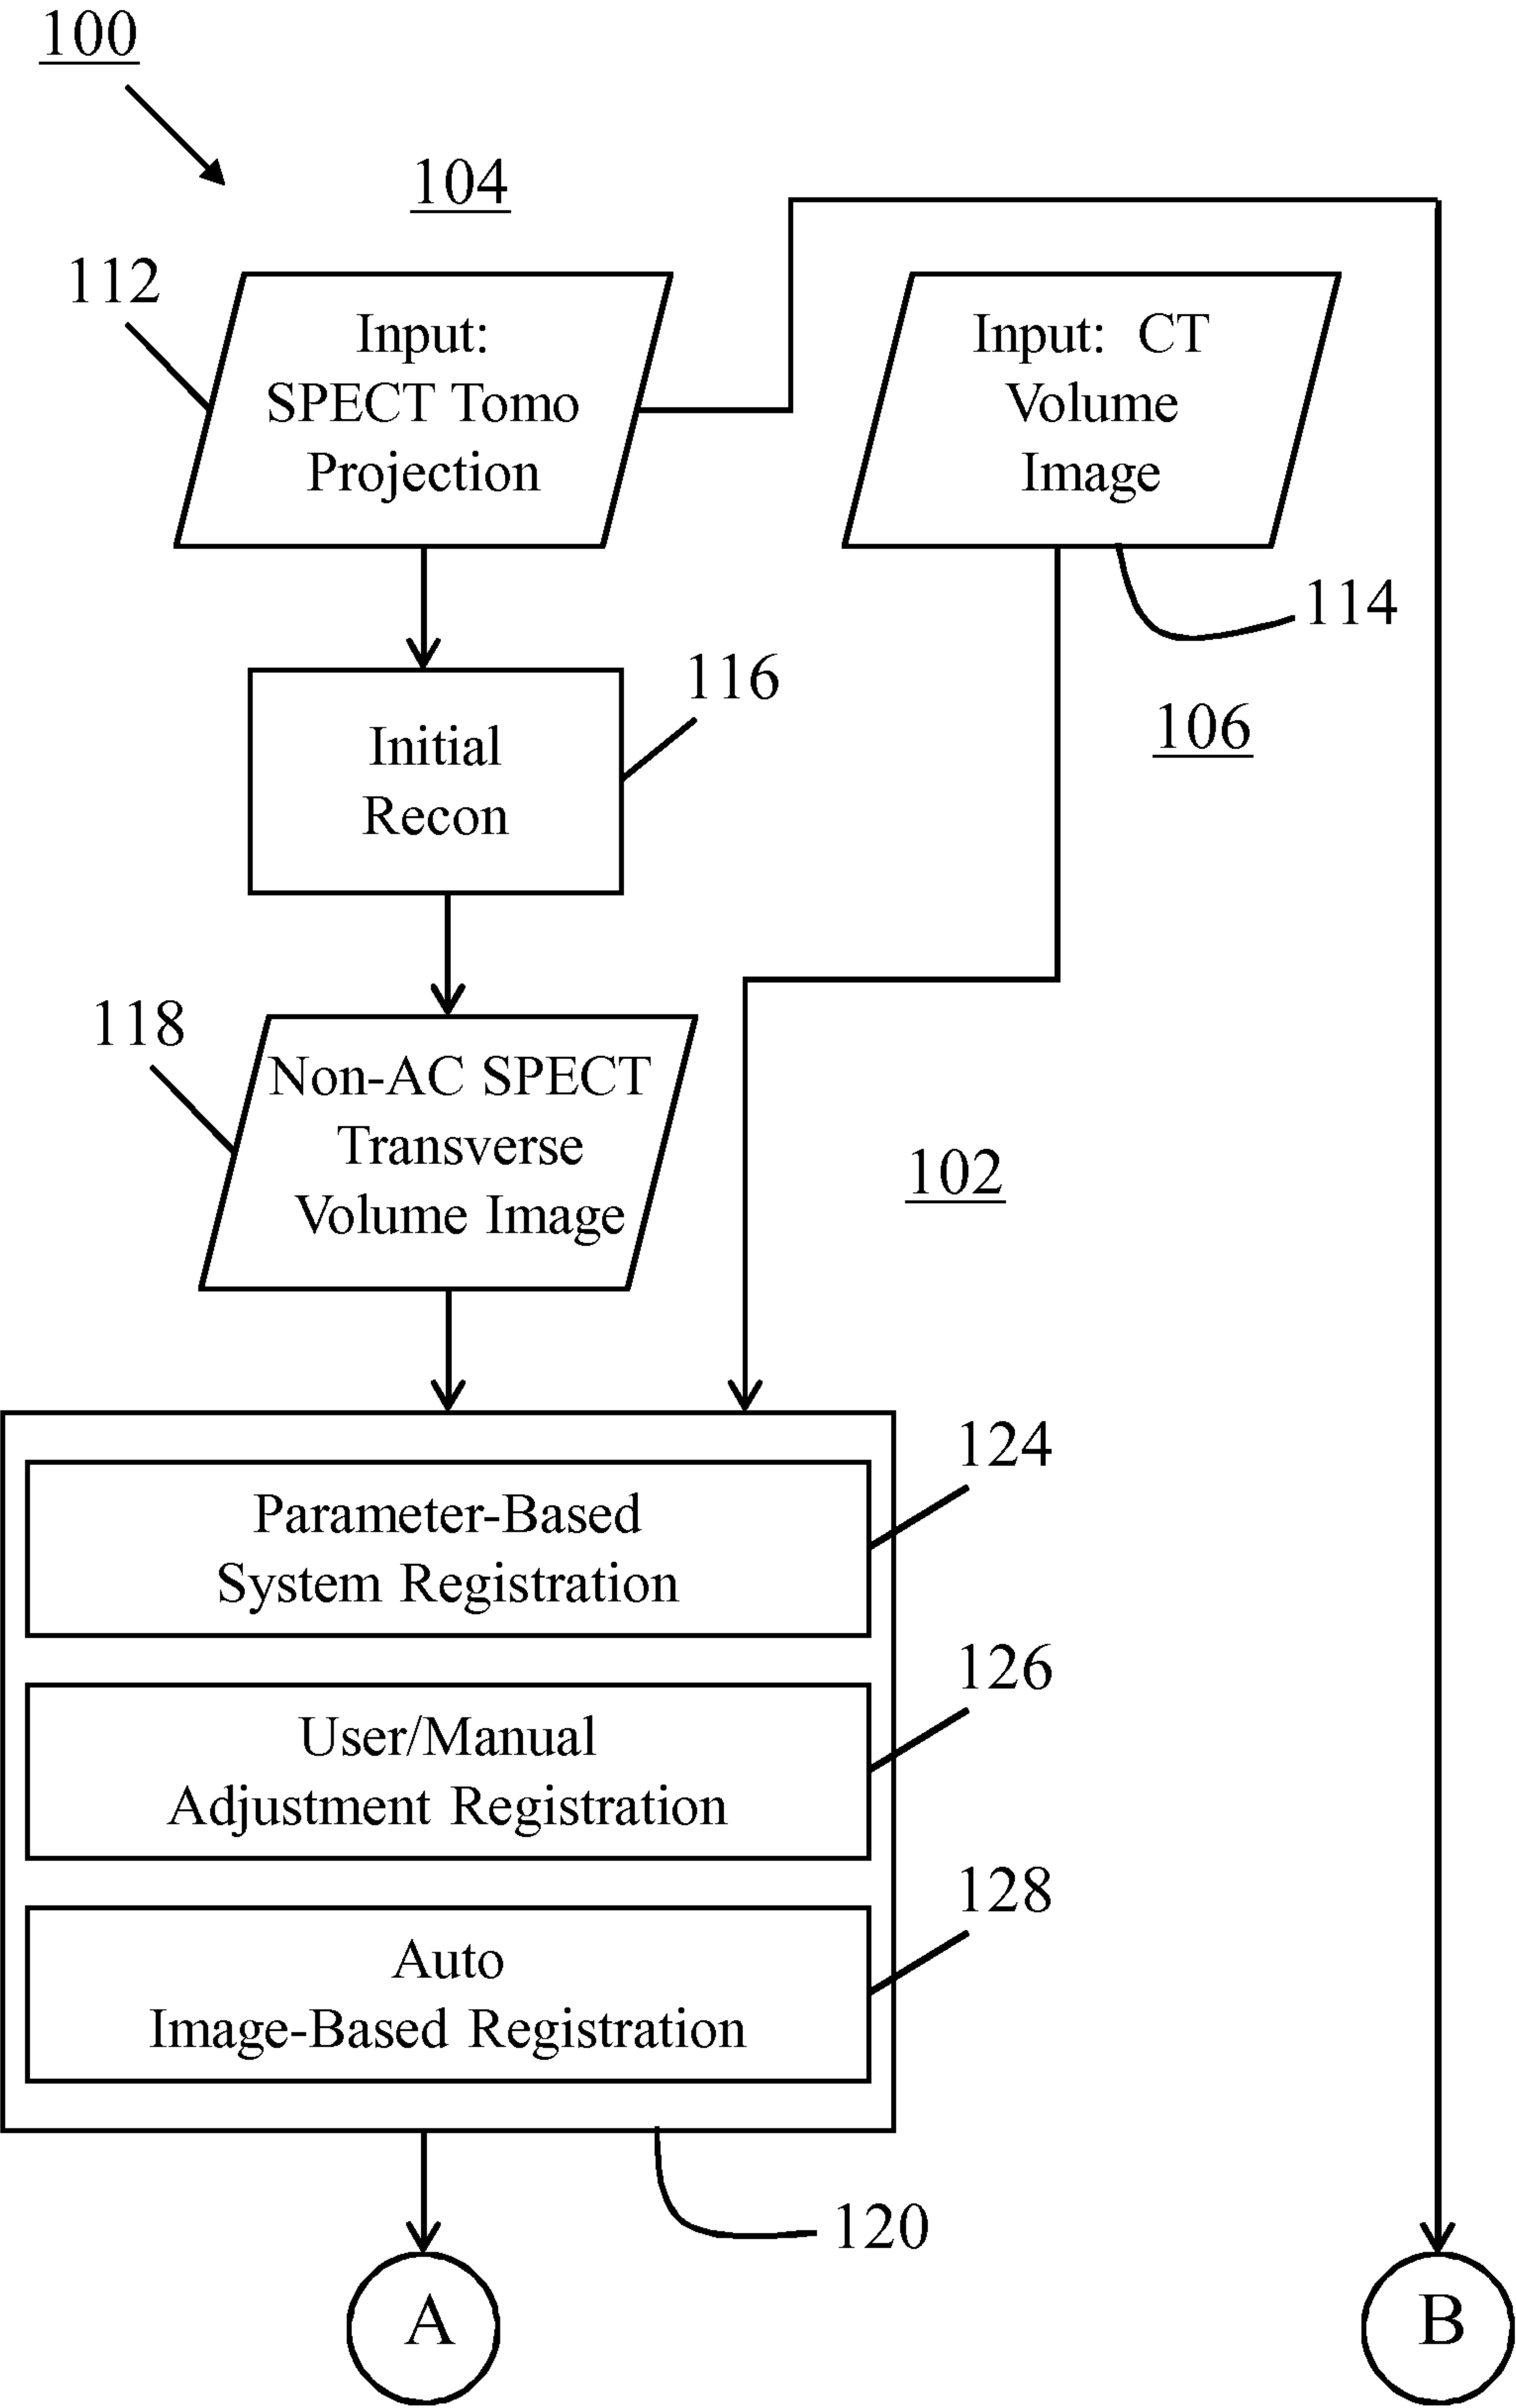 100
104
112
Input:
SPECT Tomo
Projection
Input: CT
Volume
Image
114
116
106
Initial
Recon
118
Non-AC SPECT
Transverse
Volume Image
102
124
Parameter-Based
System Registration
126
User/Manual
Adjustment Registration
128
Auto
Image-Based Registration
120
A
B